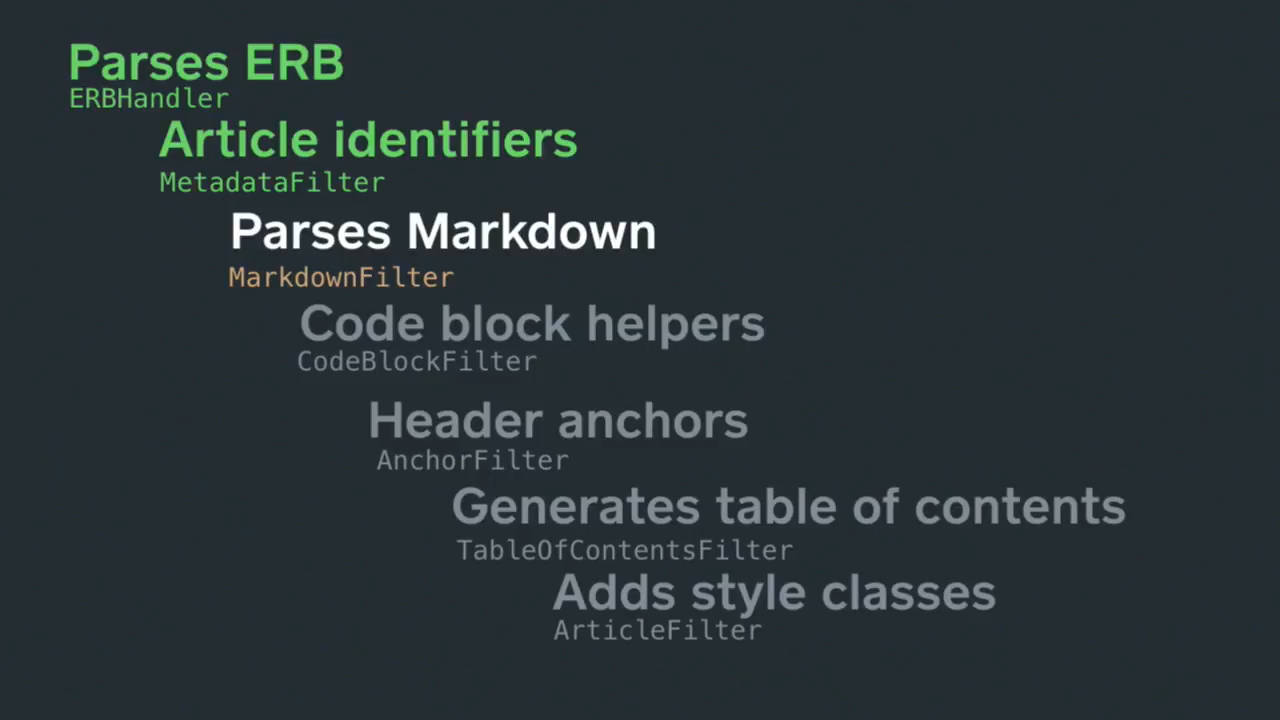 Parses ERB
ERBHandler
Article identifiers
MetadataFilter
Parses Markdown
MarkdownFilter
Code block helpers
CodeBlockFilter
Header anchors
AnchorFilter
Generates table of contents
TableOfContentsFilter
Adds style classes
ArticleFilter